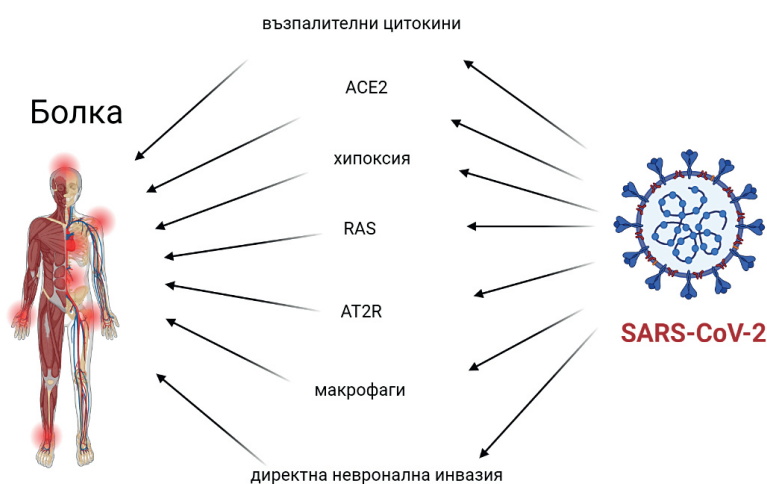 възпалителни цитокини
ACE2
Болка
хипоксия
RAS
AT2R
SARS-CoV-2
макрофаги
директна невронална инвазия